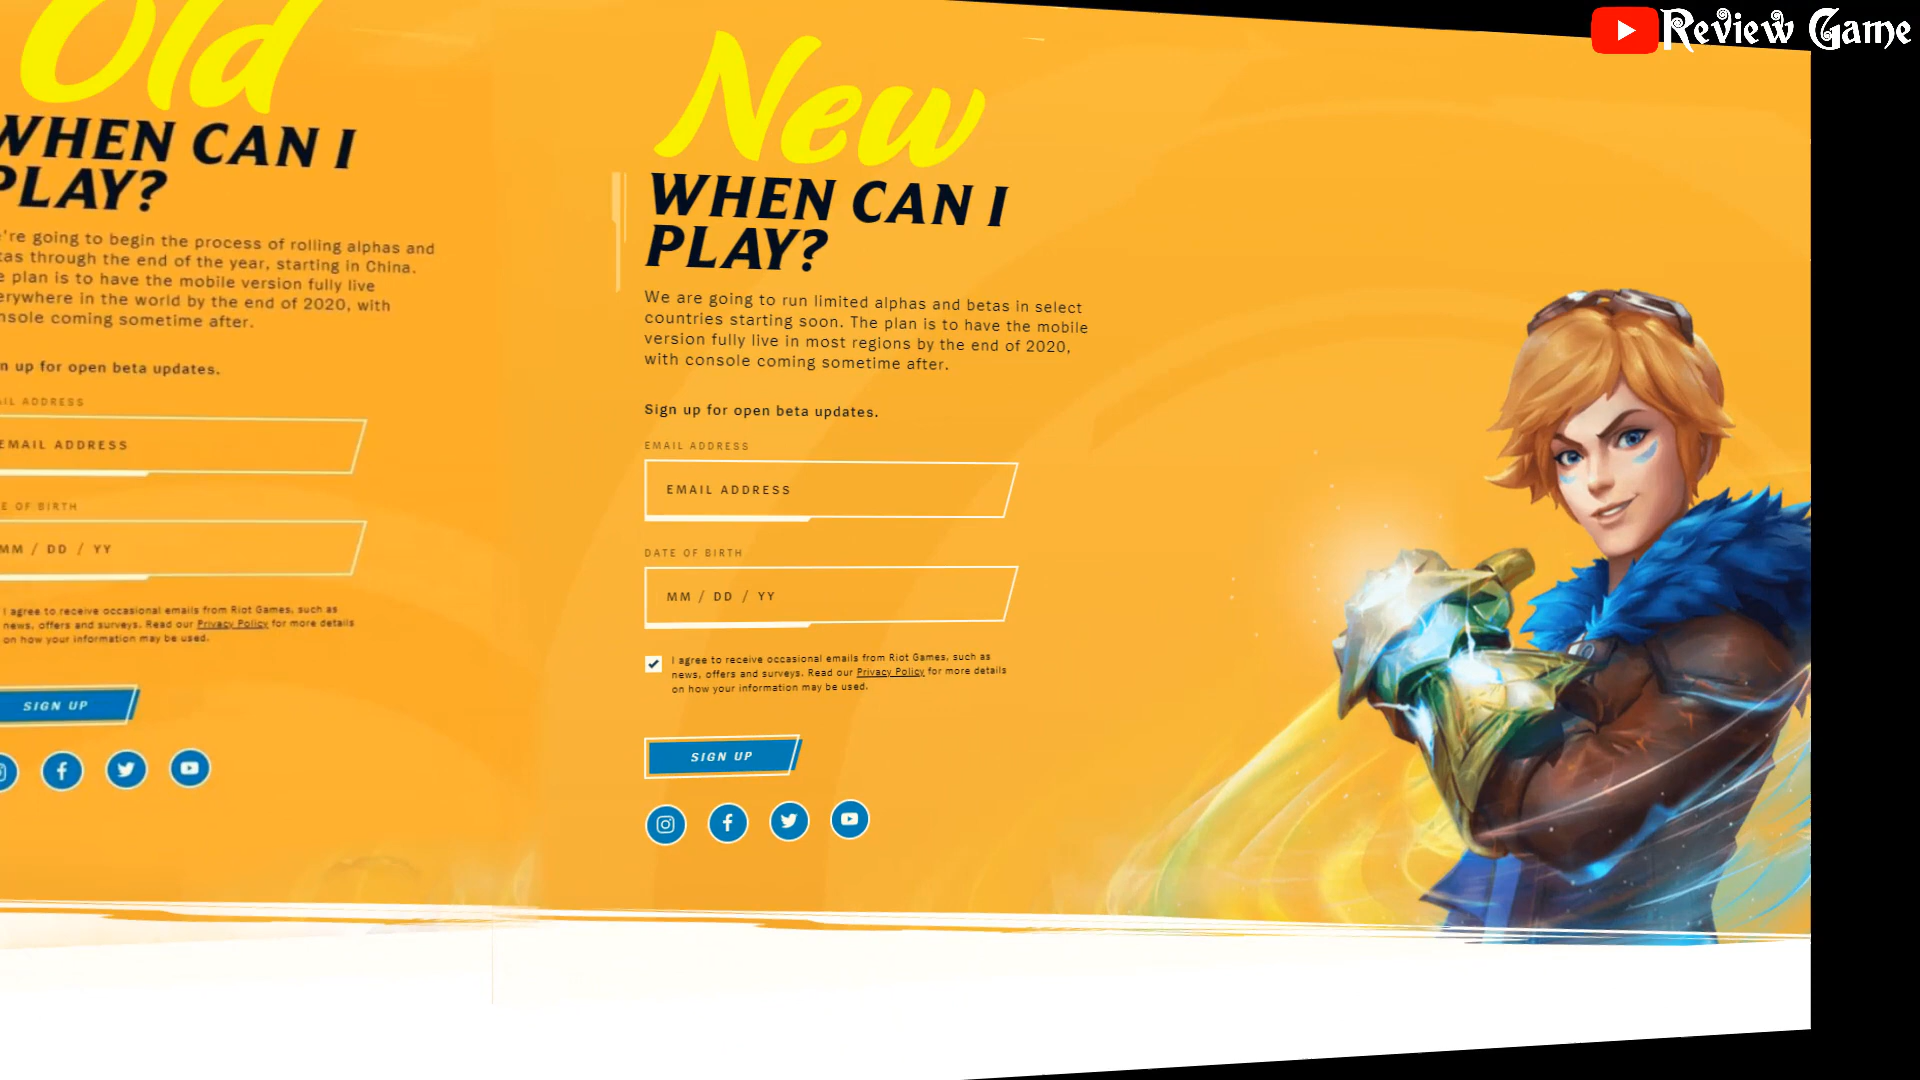 Review Game
Old
WHEN CAN I
PLAY?
're going to begin the process of rolling alphas and
through the end of the year, starting in China.
plan is to have the mobile version fully live
in the world by the end of 2020, with
coming sometime after.
up for open beta updates.
ADDRESS
EMAIL ADDRESS
OF BIRTH
MM / DD / YY
I agree to receive occasional emails from Riot Games, such as
news, offers and surveys. Read our Privacy Policy for more details
on how your information may be used.
SIGN UP
New
WHEN CAN I
PLAY?
We are going to run limited alphas and betas in select
countries starting soon. The plan is to have the mobile
version fully live in most regions by the end of 2020,
with console coming sometime after.
Sign up for open beta updates.
EMAIL ADDRESS
EMAIL ADDRESS
DATE OF BIRTH
MM / DD / YY
I agree to receive occasional emails from Riot Games, such as
news, offers and surveys. Read our Privacy Policy for more details
on how your information may be used.
SIGN UP